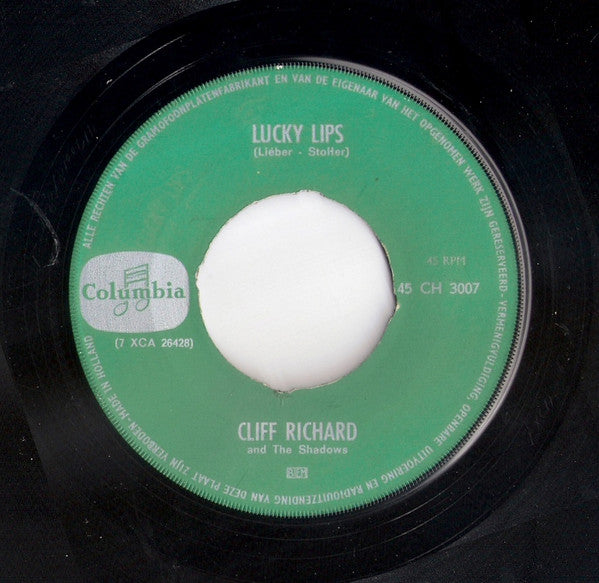 LUCKY LIPS
(Liéber - Stoller)
45 RPM
Columbia
45 CH 3007
(7 XCA 26428)
CLIFF RICHARD
and The Shadows
BIEM
ALLE RECHTEN VAN DE GRAMOFOONPLATENFABRIKANT EN VAN DE EIGENAAR VAN HET OPGENOMEN WERK ZIJN GERESERVEERD - VERMENIGVULDIGING, OPENBARE UITVOERING EN RADIOUITZENDING VAN DEZE PLAAT ZIJN VERBODEN - MADE IN HOLLAND